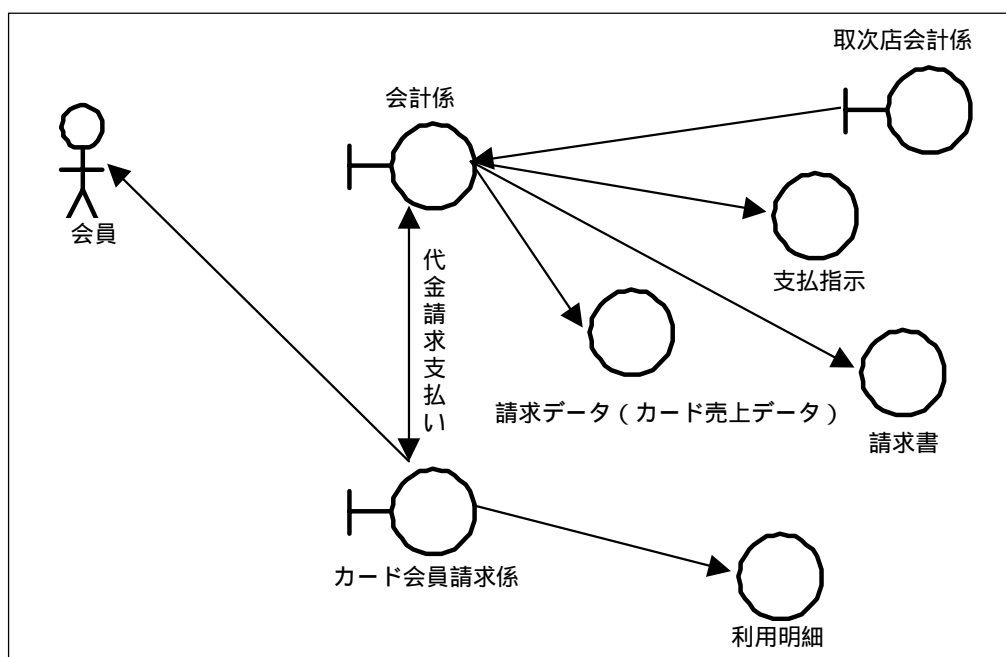 取次店会計係
会計係
会員
代金請求支払い
支払指示
請求データ（カード売上データ）
請求書
カード会員請求係
利用明細